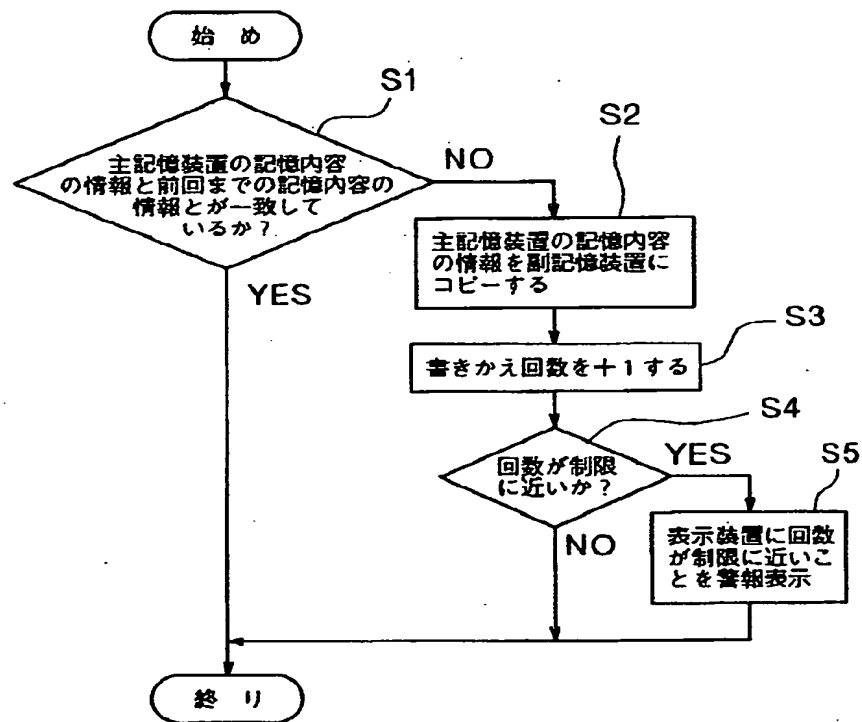 始 め
S1
主記憶装置の記憶内容
の情報と前回までの記憶内容の
情報とが一致して
いるか？
NO
YES
S2
主記憶装置の記憶内容
の情報を副記憶装置に
コピーする
S3
書きかえ回数を＋１する
S4
回数が制限
に近いか？
YES
NO
S5
表示装置に回数
が制限に近いこ
とを警報表示
終 り